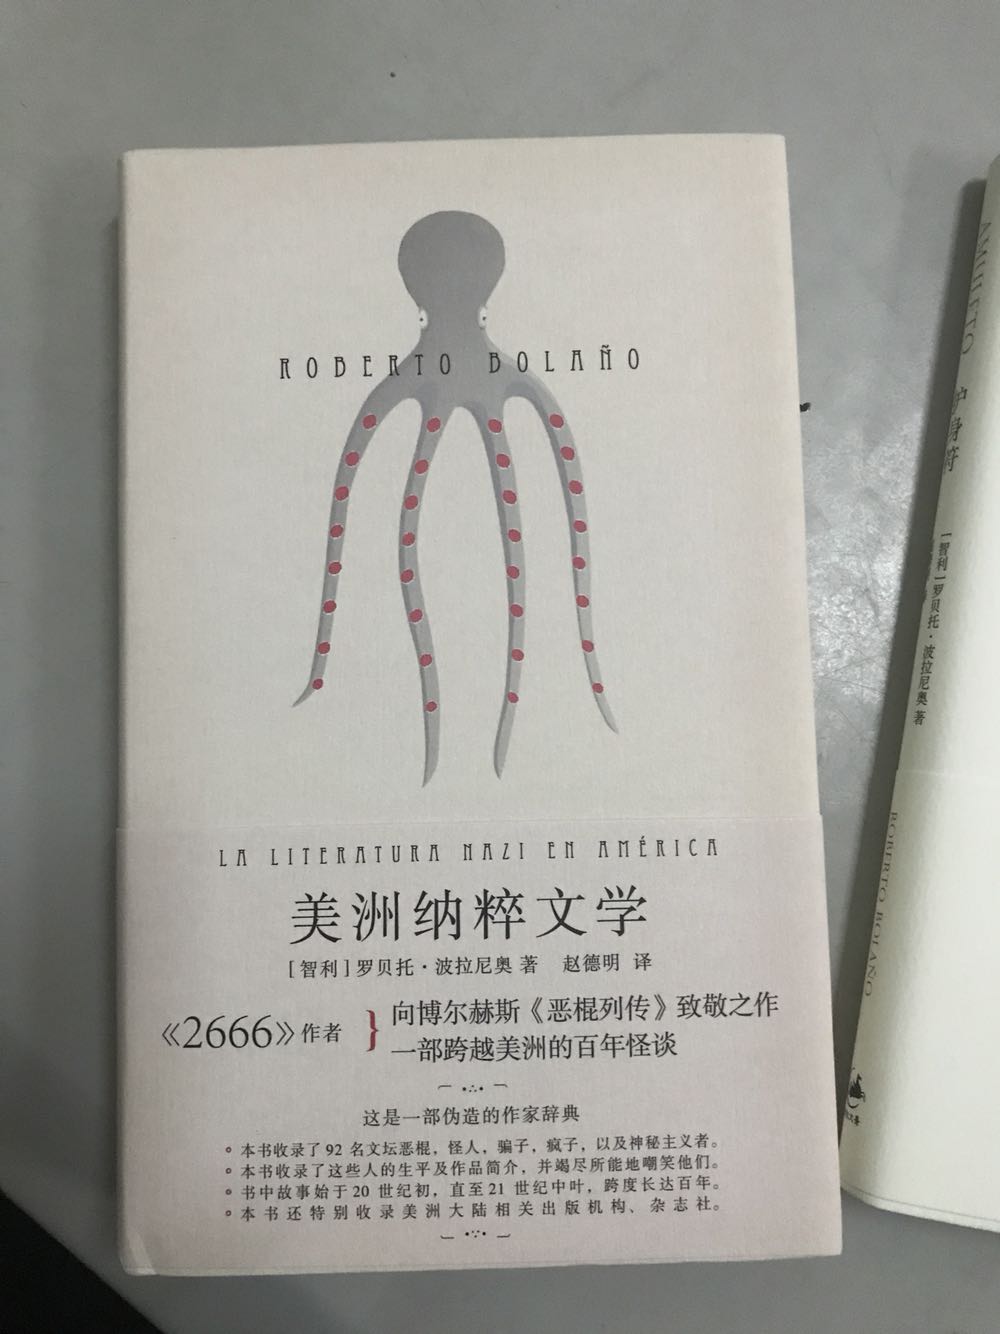 ROBERTO BOLAÑO
LA LITERATURA NAZI EN AMÉRICA
美洲纳粹文学
[智利]罗贝托·波拉尼奥 著 赵德明 译
《2666》作者
向博尔赫斯《恶棍列传》致敬之作
一部跨越美洲的百年怪谈
这是一部伪造的作家辞典
本书收录了92名文坛恶棍，怪人，骗子，疯子，以及神秘主义者。
本书收录了这些人的生平及作品简介，并竭尽所能地嘲笑他们。
书中故事始于20世纪初，直至21世纪中叶，跨度长达百年。
本书还特别收录美洲大陆相关出版机构、杂志社。
AMULETO 护身符
[智利]罗贝托·波拉尼奥 著
ROBERTO BOLAÑO